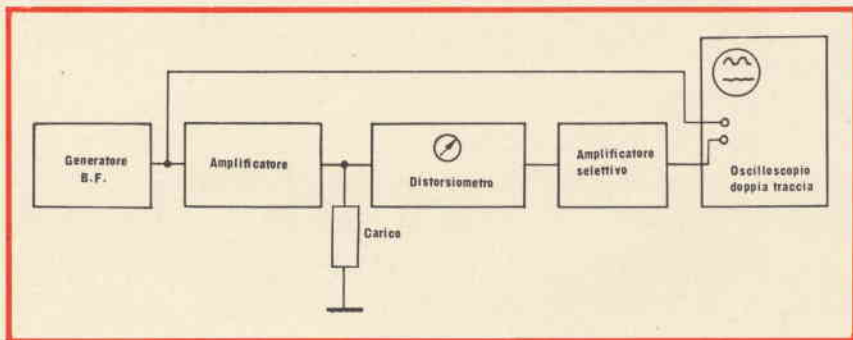 Generatore
B.F.
Amplificatore
Distorsiometro
Amplificatore
selettivo
Oscilloscopio
doppia traccia
Carico